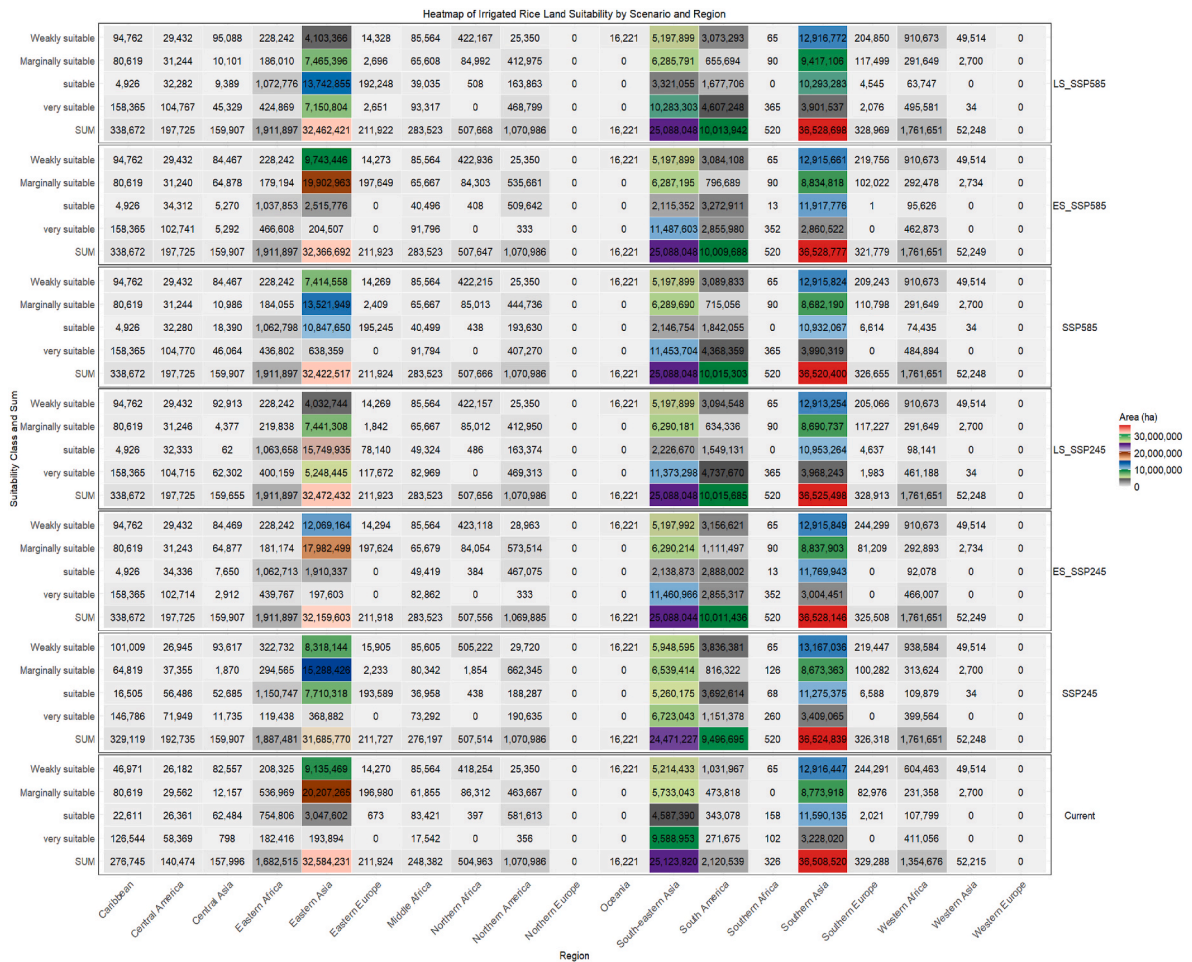 Heatmap of Irrigated Rice Land Suitability by Scenario and Region
Weakly suitable 94,762 29,432 95,088 228,242 4,103,366 14,328 85,564 422,167 25,350 0 16,221 5,197,899 3,073,293 65 12,916,772 204,850 910,673 49,514 0
Marginally suitable 80,619 31,244 10,101 186,010 7,465,396 2,696 65,608 84,992 412,975 0 0 6,285,791 655,694 90 9,417,106 117,499 291,649 2,700 0
suitable 4,926 32,282 9,389 1,072,776 13,742,855 192,248 39,035 508 163,863 0 0 3,321,055 1,677,706 0 10,293,283 4,545 63,747 0 0
LS_SSP585
very suitable 158,365 104,767 45,329 424,869 7,150,804 2,651 93,317 0 468,799 0 0 10,283,303 4,607,248 365 3,901,537 2,076 495,581 34 0
SUM 338,672 197,725 159,907 1,911,897 32,462,421 211,922 283,523 507,668 1,070,986 0 16,221 25,088,048 10,013,942 520 36,528,698 328,969 1,761,651 52,248 0
Weakly suitable 94,762 29,432 84,467 228,242 9,743,446 14,273 85,564 422,936 25,350 0 16,221 5,197,899 3,084,108 65 12,915,661 219,756 910,673 49,514 0
Marginally suitable 80,619 31,240 64,878 179,194 19,902,963 197,649 65,667 84,303 535,661 0 0 6,287,195 796,689 90 8,834,818 102,022 292,478 2,734 0
suitable 4,926 34,312 5,270 1,037,853 2,515,776 0 40,496 408 509,642 0 0 2,115,352 3,272,911 13 11,917,776 1 95,626 0 0
ES_SSP585
very suitable 158,365 102,741 5,292 466,608 204,507 0 91,796 0 333 0 0 11,487,603 2,855,980 352 2,860,522 0 462,873 0 0
SUM 338,672 197,725 159,907 1,911,897 32,366,692 211,923 283,523 507,647 1,070,986 0 16,221 25,088,048 10,009,688 520 36,528,777 321,779 1,761,651 52,249 0
Weakly suitable 94,762 29,432 84,467 228,242 7,414,558 14,269 85,564 422,215 25,350 0 16,221 5,197,899 3,089,833 65 12,915,824 209,243 910,673 49,514 0
Marginally suitable 80,619 31,244 10,986 184,055 13,521,949 2,409 65,667 85,013 444,736 0 0 6,289,690 715,056 90 8,682,190 110,798 291,649 2,700 0
suitable 4,926 32,280 18,390 1,062,798 10,847,650 195,245 40,499 438 193,630 0 0 2,146,754 1,842,055 0 10,932,067 6,614 74,435 34 0
SSP585
very suitable 158,365 104,770 46,064 436,802 638,359 0 91,794 0 407,270 0 0 11,453,704 4,368,359 365 3,990,319 0 484,894 0 0
SUM 338,672 197,725 159,907 1,911,897 32,422,517 211,924 283,523 507,666 1,070,986 0 16,221 25,088,048 10,015,303 520 36,520,400 326,655 1,761,651 52,248 0
Weakly suitable 94,762 29,432 92,913 228,242 4,032,744 14,269 85,564 422,157 25,350 0 16,221 5,197,899 3,094,548 65 12,913,254 205,066 910,673 49,514 0
Marginally suitable 80,619 31,246 4,377 219,838 7,441,308 1,842 65,667 85,012 412,950 0 0 6,290,181 634,336 90 8,690,737 117,227 291,649 2,700 0
suitable 4,926 32,333 62 1,063,658 15,749,935 78,140 49,324 486 163,374 0 0 2,226,670 1,549,131 0 10,953,264 4,637 98,141 0 0
LS_SSP245
very suitable 158,365 104,715 62,302 400,159 5,248,445 117,672 82,969 0 469,313 0 0 11,373,298 4,737,670 365 3,968,243 1,983 461,188 34 0
SUM 338,672 197,725 159,655 1,911,897 32,472,432 211,923 283,523 507,656 1,070,986 0 16,221 25,088,048 10,015,685 520 36,525,498 328,913 1,761,651 52,248 0
Weakly suitable 94,762 29,432 84,469 228,242 12,069,164 14,294 85,564 423,118 28,963 0 16,221 5,197,992 3,156,621 65 12,915,849 244,299 910,673 49,514 0
Marginally suitable 80,619 31,243 64,877 181,174 17,982,499 197,624 65,679 84,054 573,514 0 0 6,290,214 1,111,497 90 8,837,903 81,209 292,893 2,734 0
suitable 4,926 34,336 7,650 1,062,713 1,910,337 0 49,419 384 467,075 0 0 2,138,873 2,888,002 13 11,769,943 0 92,078 0 0
ES_SSP245
very suitable 158,365 102,714 2,912 439,767 197,603 0 82,862 0 333 0 0 11,460,966 2,855,317 352 3,004,451 0 466,007 0 0
SUM 338,672 197,725 159,907 1,911,897 32,159,603 211,918 283,523 507,556 1,069,885 0 16,221 25,088,044 10,011,436 520 36,528,146 325,508 1,761,651 52,249 0
Weakly suitable 101,009 26,945 93,617 322,732 8,318,144 15,905 85,605 505,222 29,720 0 16,221 5,948,595 3,836,381 65 13,167,036 219,447 938,584 49,514 0
Marginally suitable 64,819 37,355 1,870 294,565 15,288,426 2,233 80,342 1,854 662,345 0 0 6,539,414 816,322 126 8,673,363 100,282 313,624 2,700 0
suitable 16,505 56,486 52,685 1,150,747 7,710,318 193,589 36,958 438 188,287 0 0 5,260,175 3,692,614 68 11,275,375 6,588 109,879 34 0
SSP245
very suitable 146,786 71,949 11,735 119,438 368,882 0 73,292 0 190,635 0 0 6,723,043 1,151,378 260 3,409,065 0 399,564 0 0
SUM 329,119 192,735 159,907 1,887,481 31,685,770 211,727 276,197 507,514 1,070,986 0 16,221 24,471,227 9,496,695 520 36,524,839 326,318 1,761,651 52,248 0
Weakly suitable 46,971 26,182 82,557 208,325 9,135,469 14,270 85,564 418,254 25,350 0 16,221 5,214,433 1,031,967 65 12,916,447 244,291 604,463 49,514 0
Marginally suitable 80,619 29,562 12,157 536,969 20,207,265 196,980 61,855 86,312 463,667 0 0 5,733,043 473,818 0 8,773,918 82,976 231,358 2,700 0
suitable 22,611 26,361 62,484 754,806 3,047,602 673 83,421 397 581,613 0 0 4,587,390 343,078 158 11,590,135 2,021 107,799 0 0
Current
very suitable 126,544 58,369 798 182,416 193,894 0 17,542 0 356 0 0 9,588,953 271,675 102 3,228,020 0 411,056 0 0
SUM 276,745 140,474 157,996 1,682,515 32,584,231 211,924 248,382 504,963 1,070,986 0 16,221 25,123,820 2,120,539 326 36,508,520 329,288 1,354,676 52,215 0
Caribbean Central America Central Asia Eastern Africa Eastern Asia Eastern Europe Middle Africa Northern Africa Northern America Northern Europe Oceania South-eastern Asia South America Southern Africa Southern Asia Southern Europe Western Africa Western Asia Western Europe
Region
Suitability Class and Sum
Area (ha)
30,000,000
20,000,000
10,000,000
0